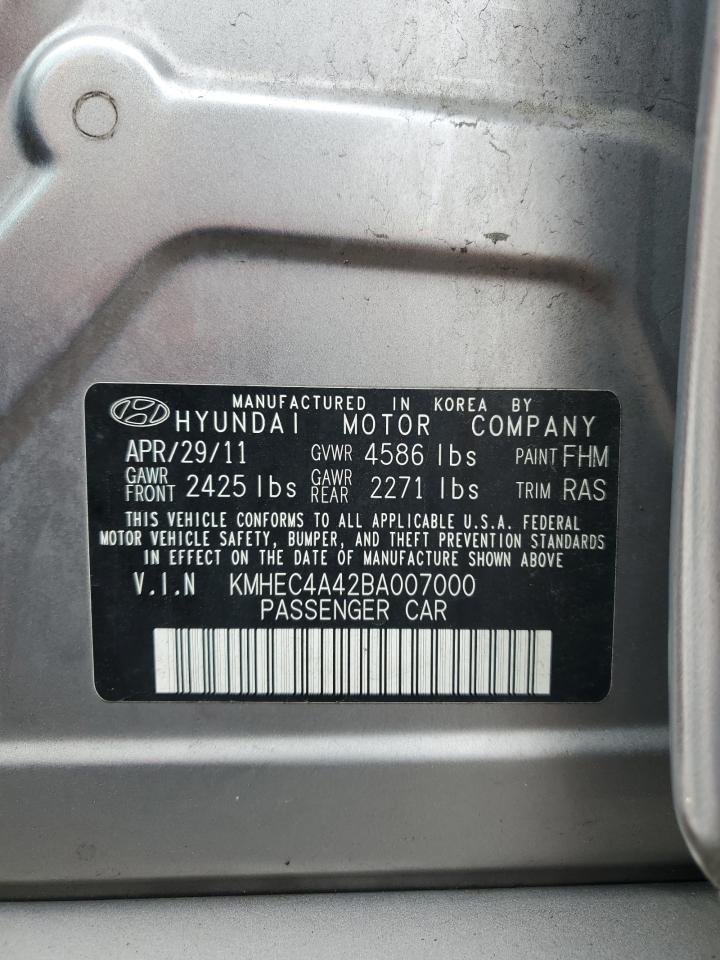 MANUFACTURED IN KOREA BY
HYUNDAI MOTOR COMPANY
APR/29/11 GVWR 4586 lbs PAINT FHM
GAWR FRONT 2425 lbs GAWR REAR 2271 lbs TRIM RAS
THIS VEHICLE CONFORMS TO ALL APPLICABLE U.S.A. FEDERAL
MOTOR VEHICLE SAFETY, BUMPER, AND THEFT PREVENTION STANDARDS
IN EFFECT ON THE DATE OF MANUFACTURE SHOWN ABOVE
V.I.N KMHEC4A42BA007000
PASSENGER CAR